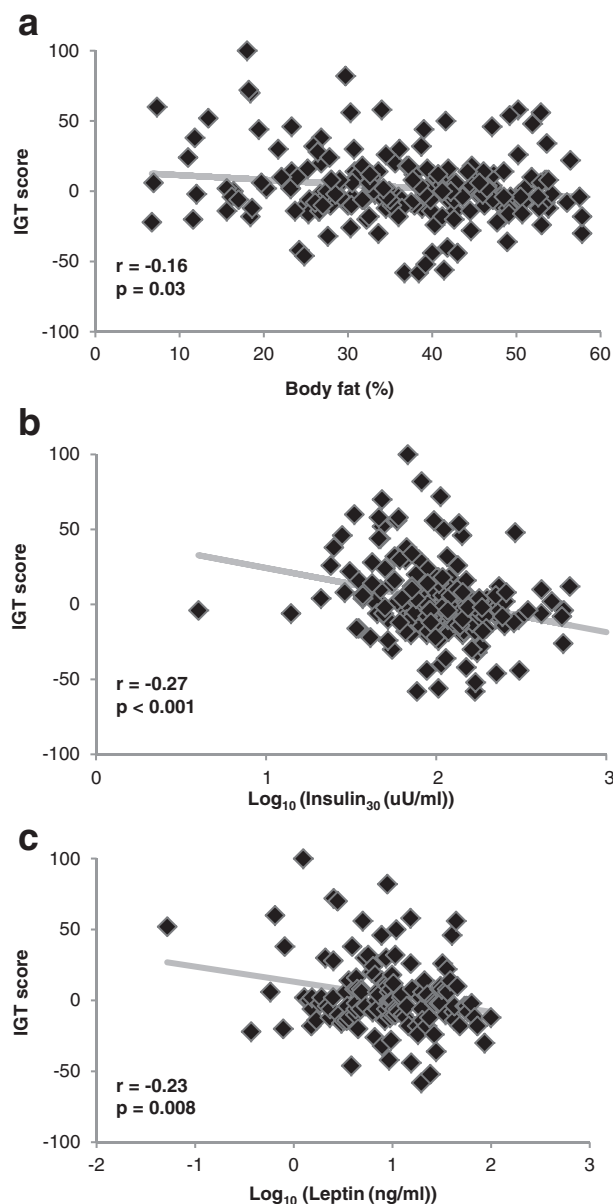 a
100
50
0
-50
-100
IGT score
r = -0.16
p = 0.03
0 10 20 30 40 50 60
Body fat (%)
b
100
50
0
-50
-100
IGT score
r = -0.27
p < 0.001
0 1 2 3
Log₁₀ (Insulin₃₀ (uU/ml))
c
100
50
0
-50
-100
IGT score
r = -0.23
p = 0.008
-2 -1 0 1 2 3
Log₁₀ (Leptin (ng/ml))